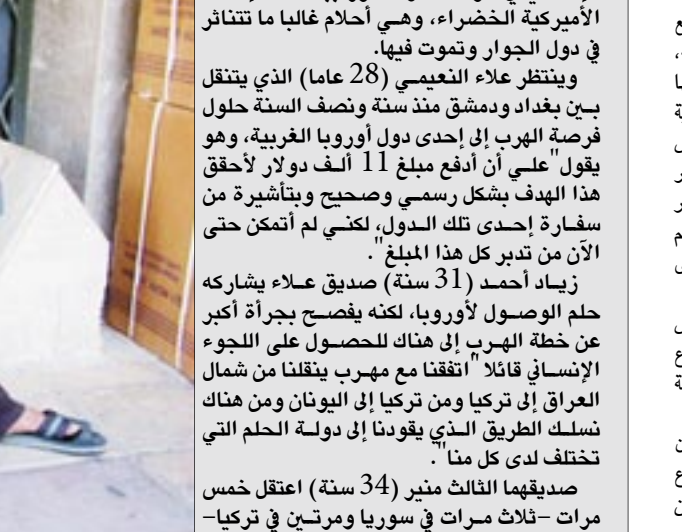 الأميركية الخضراء، وهي أحلام غالبا ما تتناثر
في دول الجوار وتموت فيها.
وينتظر علاء النعيمي (28 عاما) الذي يتنقل
بين بغداد ودمشق منذ سنة ونصف السنة حلول
فرصة الهرب إلى إحدى دول أوروبا الغربية، وهو
يقول"علي أن أدفع مبلغ 11 ألف دولار لأحقق
هذا الهدف بشكل رسمي وصحيح وبتأشيرة من
سفارة إحدى تلك الدول، لكني لم أتمكن حتى
الآن من تدبر كل هذا المبلغ".
زياد أحمد (31 سنة) صديق علاء يشاركه
حلم الوصول لأوروبا، لكنه يفصح بجرأة أكبر
عن خطة الهرب إلى هناك للحصول على اللجوء
الإنساني قائلا "اتفقنا مع مهرب ينقلنا من شمال
العراق إلى تركيا ومن تركيا إلى اليونان ومن هناك
نسلك الطريق الذي يقودنا إلى دولة الحلم التي
تختلف لدى كل منا".
صديقهما الثالث منير (34 سنة) اعتقل خمس
مرات –ثلاث مرات في سوريا ومرتين في تركيا–